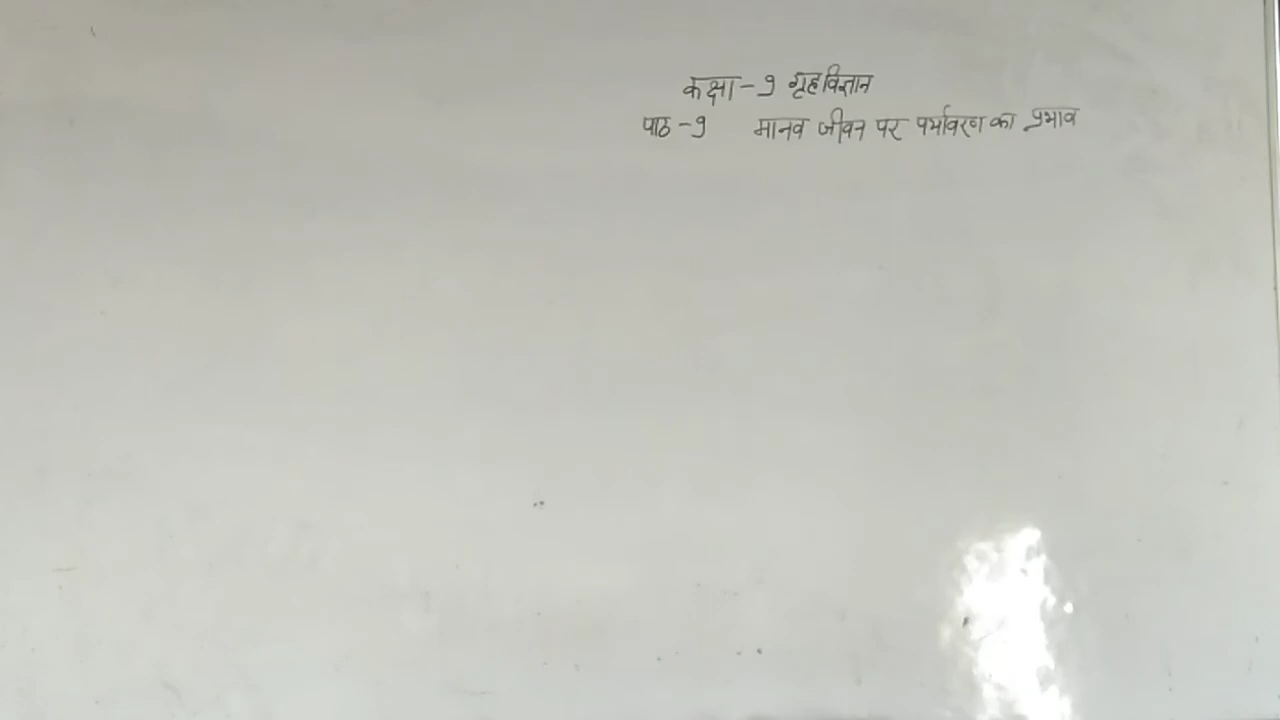 कक्षा - 9 गृहविज्ञान
पाठ - 9 मानव जीवन पर पर्यावरण का प्रभाव